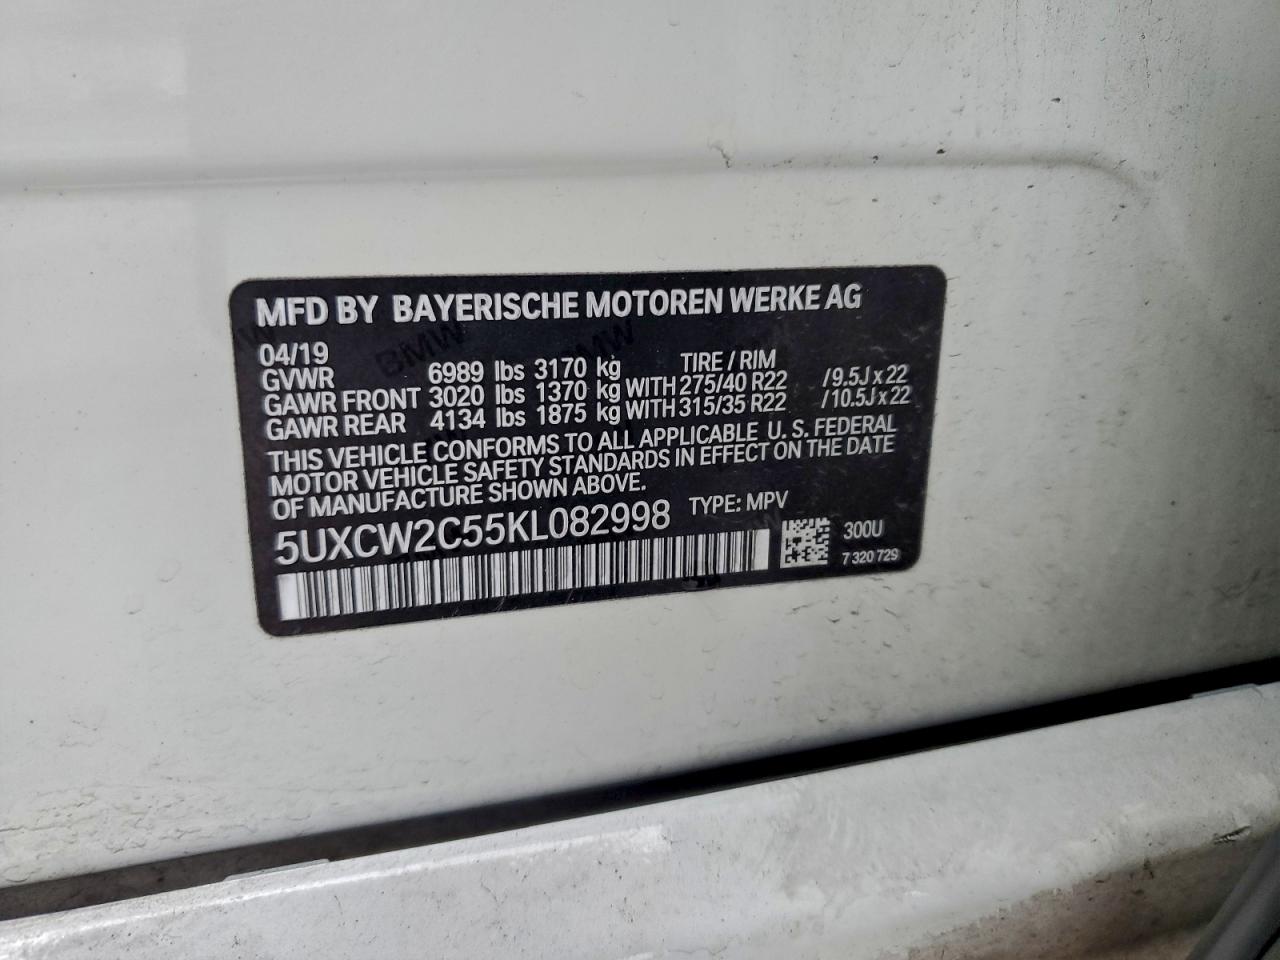 MFD BY BAYERISCHE MOTOREN WERKE AG
04/19
GVWR 6989 lbs 3170 kg TIRE / RIM
GAWR FRONT 3020 lbs 1370 kg WITH 275/40 R22 /9.5J x 22
GAWR REAR 4134 lbs 1875 kg WITH 315/35 R22 /10.5J x 22
THIS VEHICLE CONFORMS TO ALL APPLICABLE U. S. FEDERAL
MOTOR VEHICLE SAFETY STANDARDS IN EFFECT ON THE DATE
OF MANUFACTURE SHOWN ABOVE.
5UXCW2C55KL082998 TYPE: MPV
300U
7 320 729
BMW
BMW